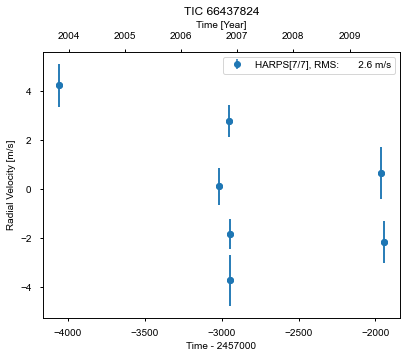 TIC 66437824
Time [Year]
2004 2005 2006 2007 2008 2009
HARPS[7/7], RMS: 2.6 m/s
Radial Velocity [m/s]
4
2
0
−2
−4
−4000 −3500 −3000 −2500 −2000
Time - 2457000